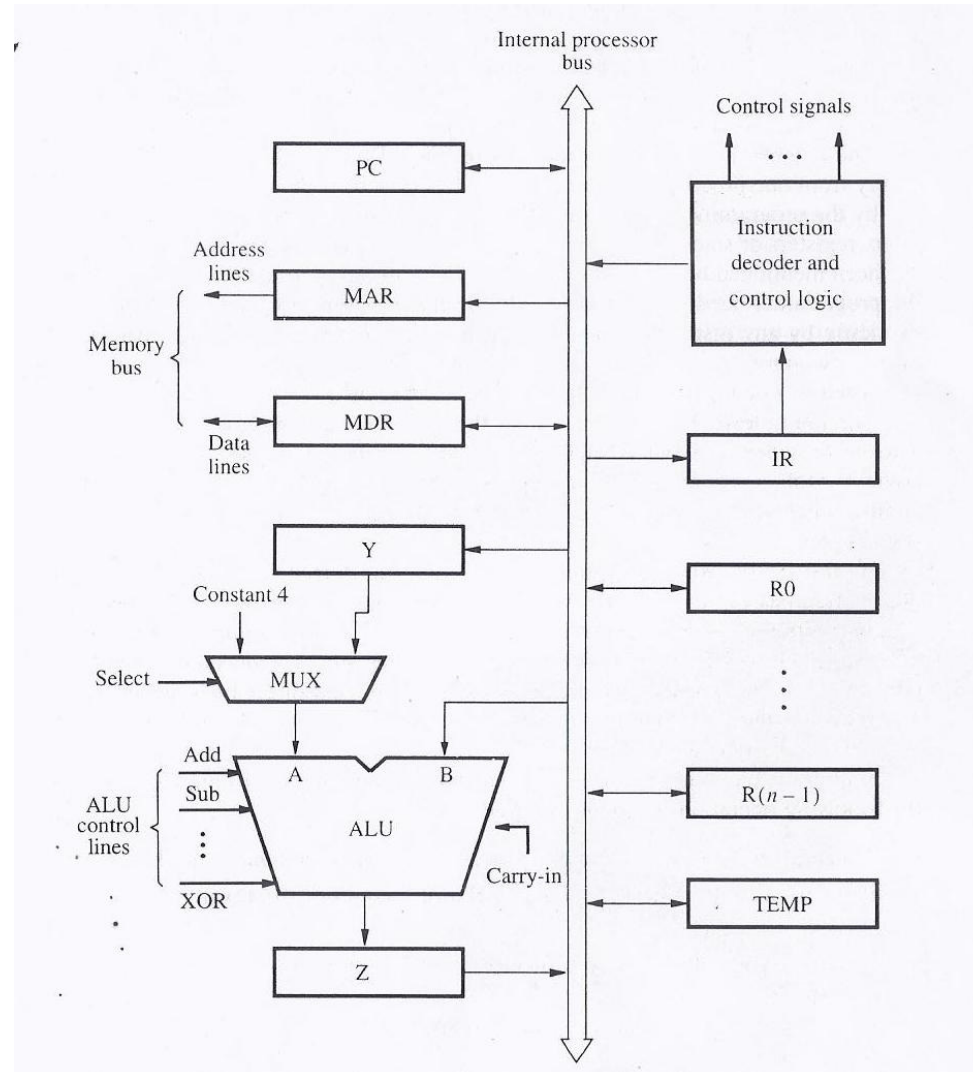 Internal processor
bus
Control signals
PC
Instruction
decoder and
control logic
Address
lines
MAR
Memory
bus
MDR
Data
lines
IR
Y
Constant 4
R0
Select
MUX
Add
A
B
Sub
R(n – 1)
ALU
control
lines
ALU
Carry-in
XOR
TEMP
Z